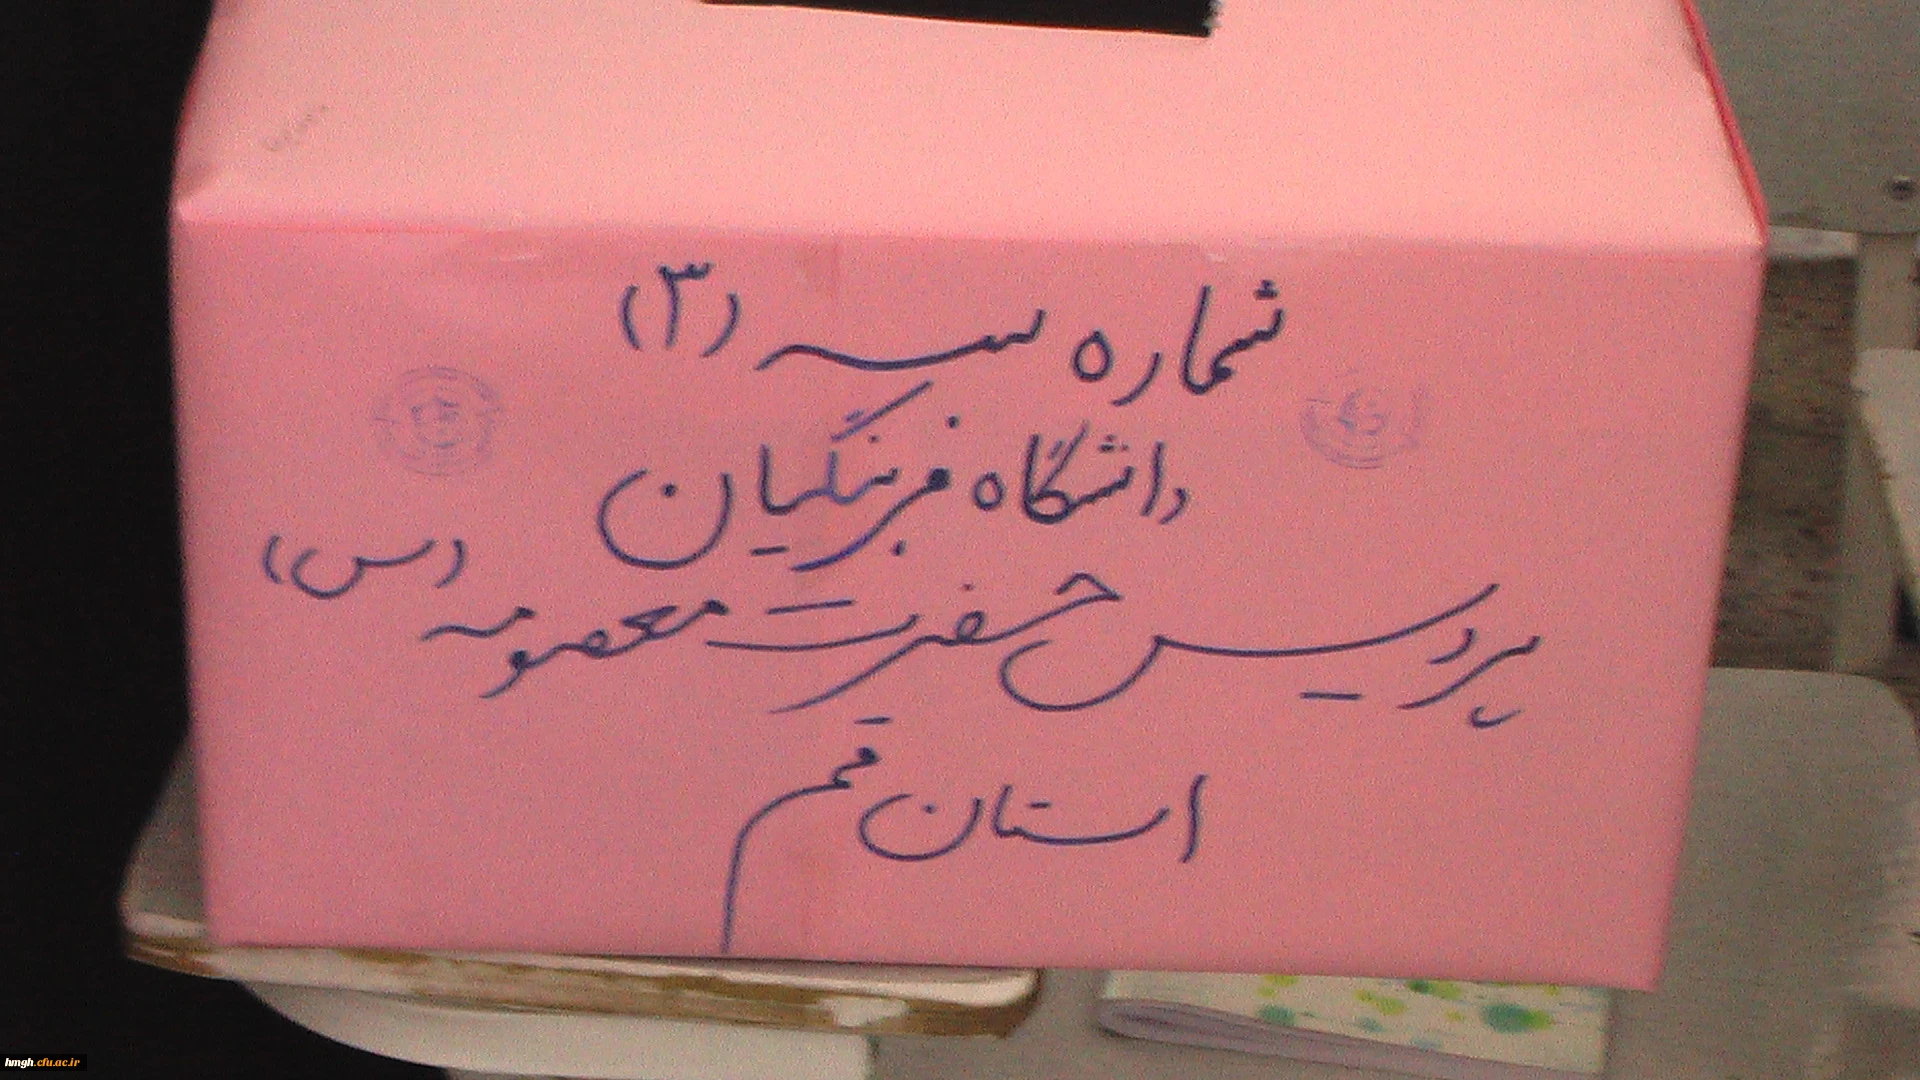 شماره سه (۳)
دانشگاه فرهنگیان
پردیس حضرت معصومه (س)
استان قم
hmgh.cfu.ac.ir